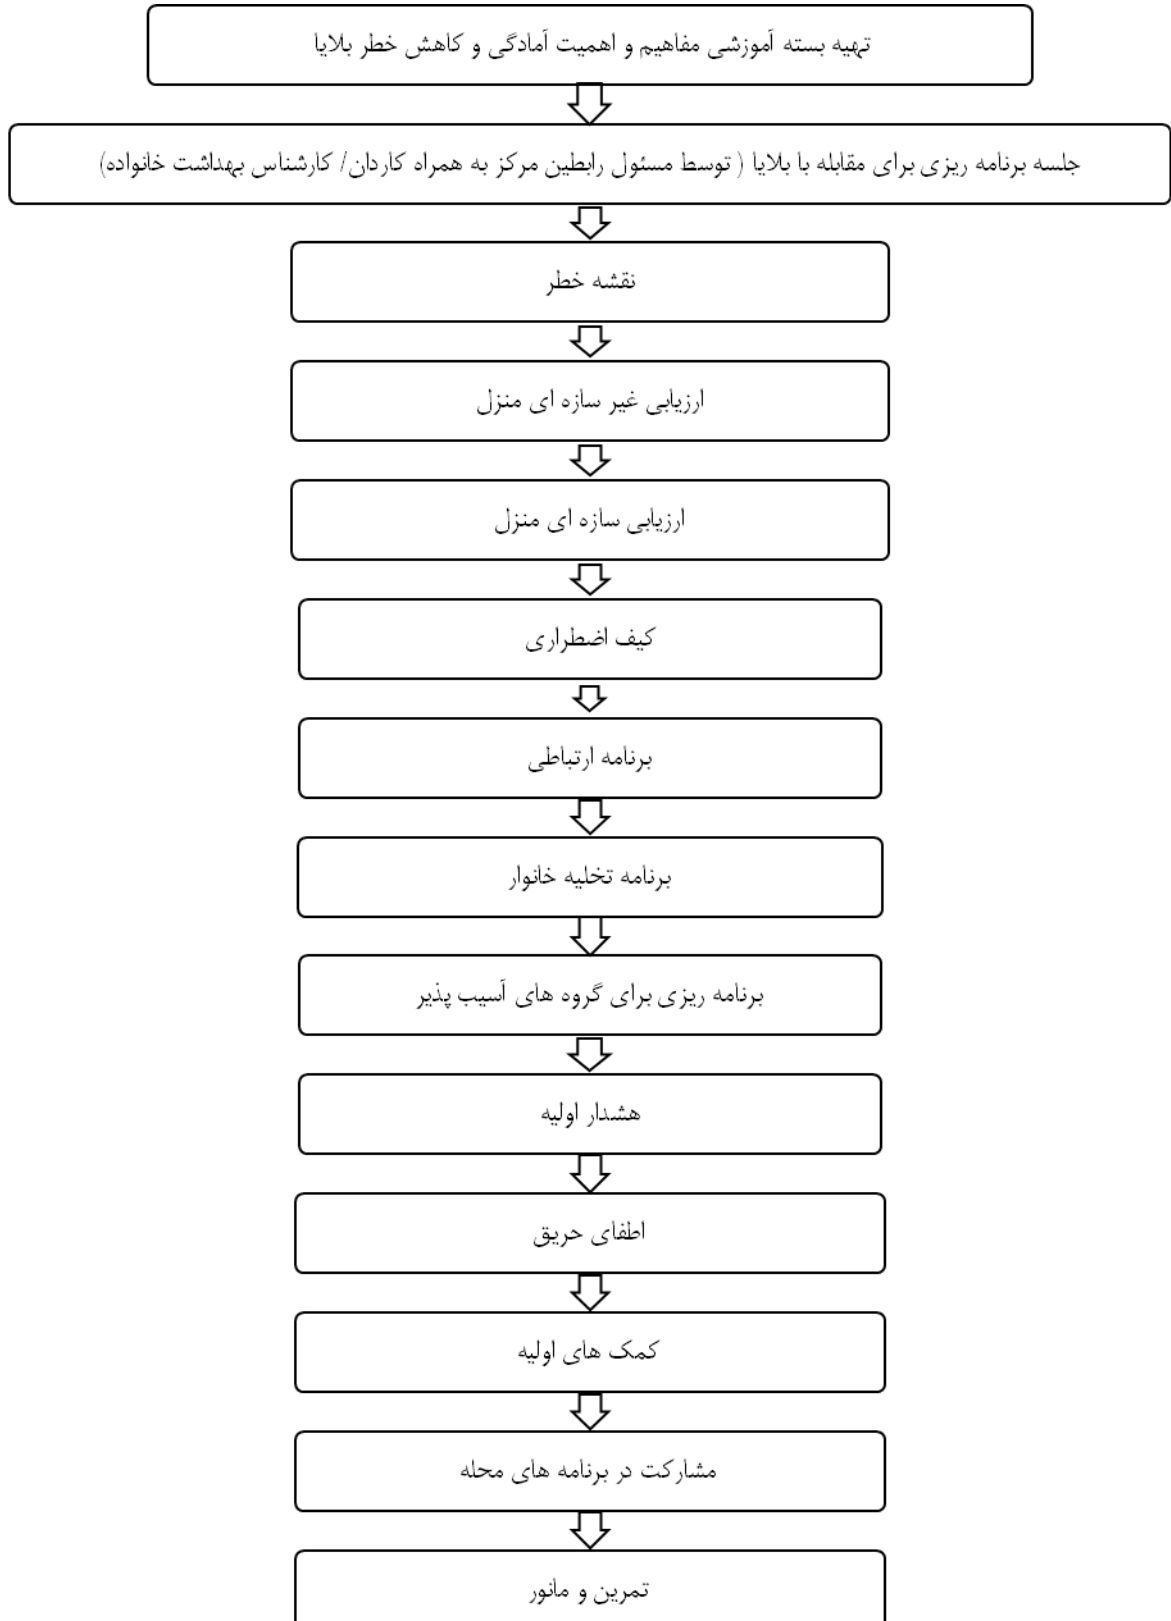 تهیه بسته آموزشی مفاهیم و اهمیت آمادگی و کاهش خطر بلایا
جلسه برنامه ریزی برای مقابله با بلایا ( توسط مسئول رابطین مرکز به همراه کاردان/ کارشناس بهداشت خانواده)
نقشه خطر
ارزیابی غیر سازه ای منزل
ارزیابی سازه ای منزل
کیف اضطراری
برنامه ارتباطی
برنامه تخلیه خانوار
برنامه ریزی برای گروه های آسیب پذیر
هشدار اولیه
اطفای حریق
کمک های اولیه
مشارکت در برنامه های محله
تمرین و مانور